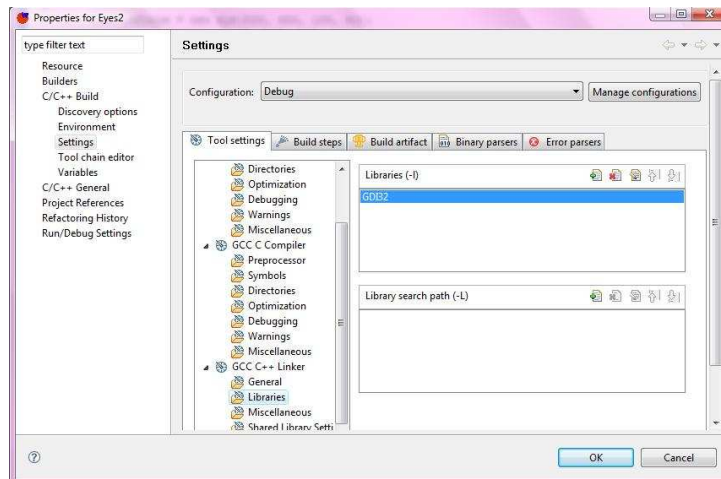 Properties for Eyes2
type filter text
Resource
Builders
C/C++ Build
Discovery options
Environment
Settings
Tool chain editor
Variables
C/C++ General
Project References
Refactoring History
Run/Debug Settings
Settings
Configuration: Debug
Manage configurations
Tool settings
Build steps
Build artifact
Binary parsers
Error parsers
Directories
Optimization
Debugging
Warnings
Miscellaneous
GCC C Compiler
Preprocessor
Symbols
Directories
Optimization
Debugging
Warnings
Miscellaneous
GCC C++ Linker
General
Libraries
Miscellaneous
Shared Library Setti
Libraries (-l)
GDI32
Library search path (-L)
OK
Cancel